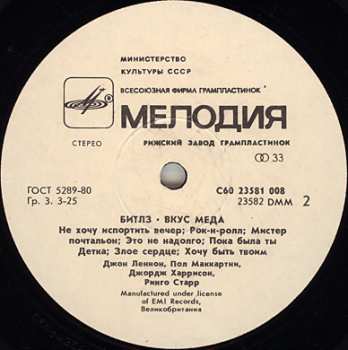 МИНИСТЕРСТВО
КУЛЬТУРЫ СССР
ВСЕСОЮЗНАЯ ФИРМА ГРАМПЛАСТИНОК
МЕЛОДИЯ
СТЕРЕО
РИЖСКИЙ ЗАВОД ГРАМПЛАСТИНОК
33
ГОСТ 5289-80
С60 23581 008
Гр. 3. 3-25
23582 DMM 2
БИТЛЗ · ВКУС МЕДА
Не хочу испортить вечер; Рок-н-ролл; Мистер
почтальон; Это не надолго; Пока была ты
Детка; Злое сердце; Хочу быть твоим
Джон Леннон, Пол Маккартни,
Джордж Харрисон,
Ринго Старр
Manufactured under license
of EMI Records,
Великобритания